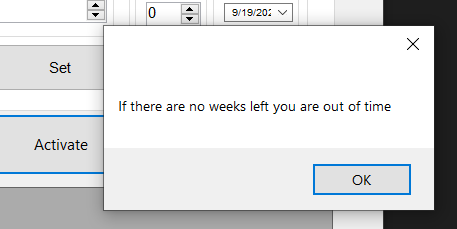 0
9/19/202
Set
If there are no weeks left you are out of time
Activate
OK